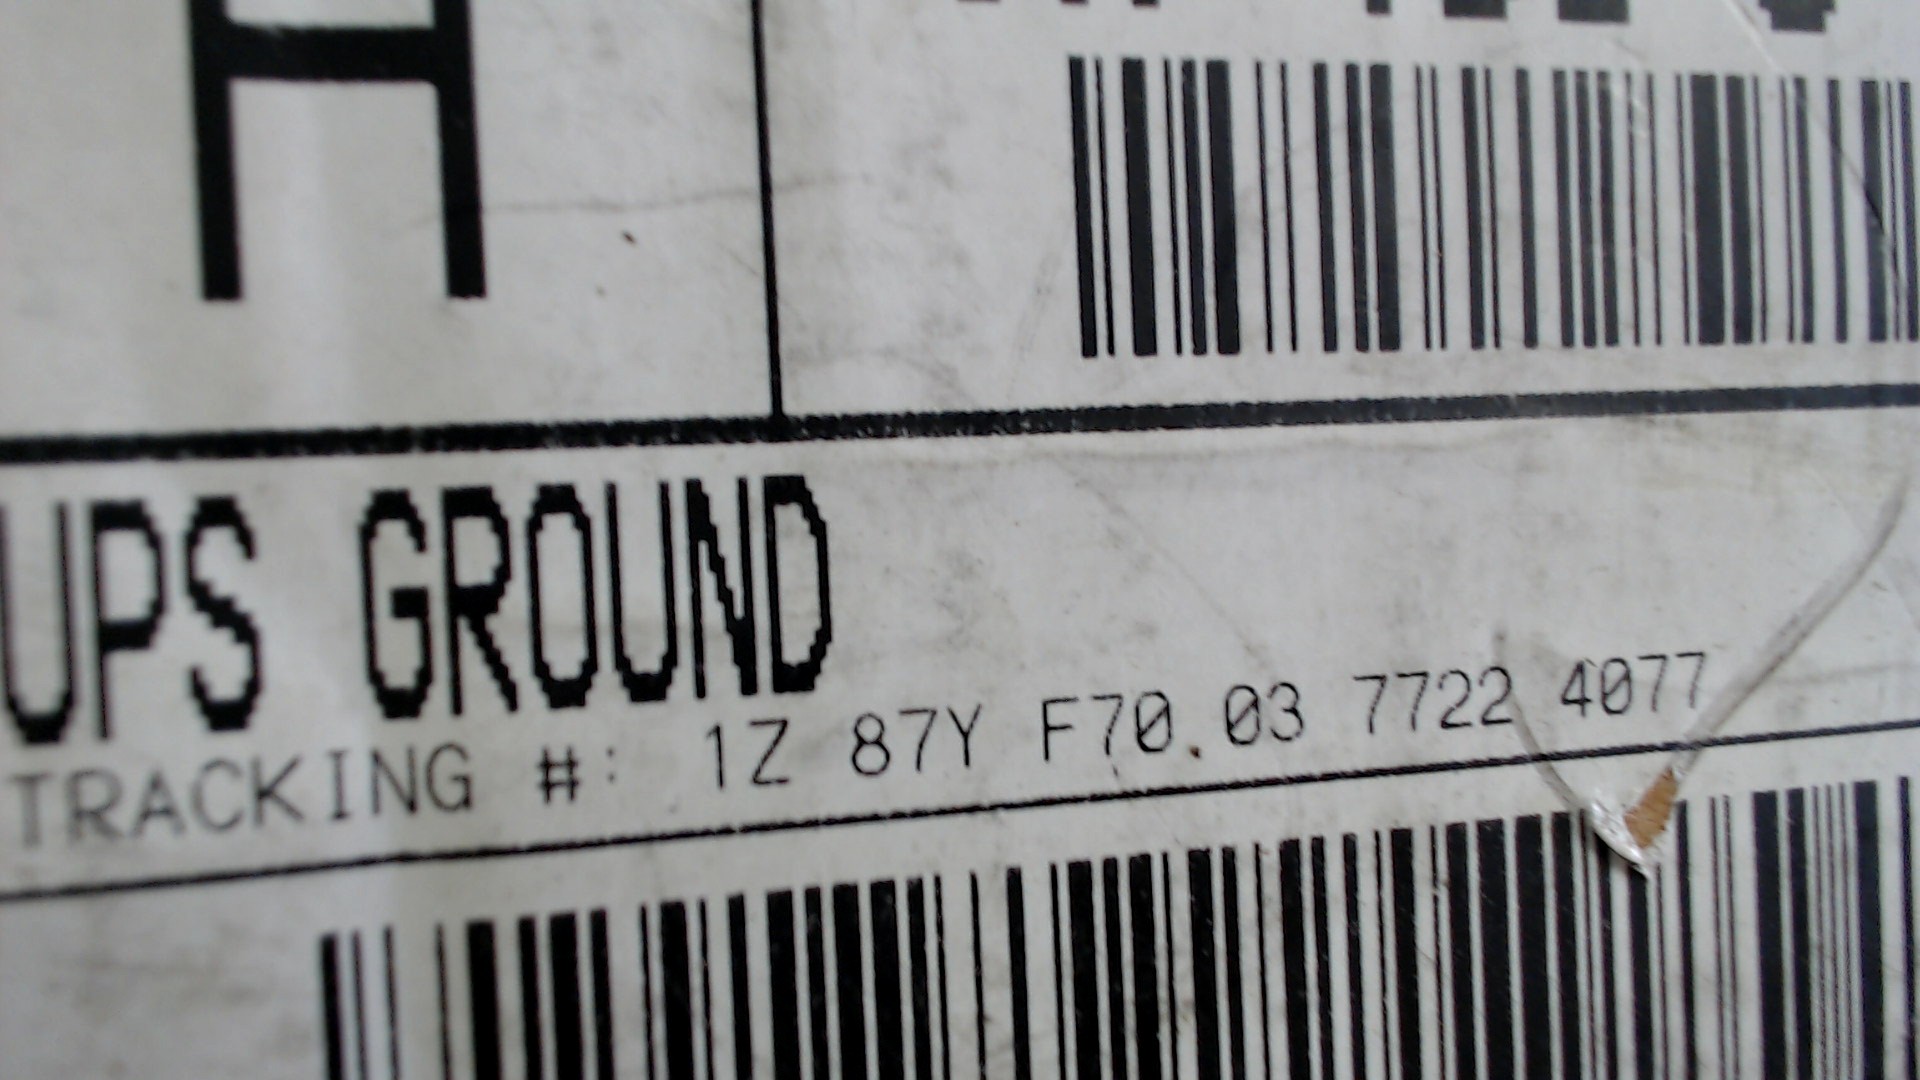 H
UPS GROUND
TRACKING #: 1Z 87Y F70 03 7722 4077